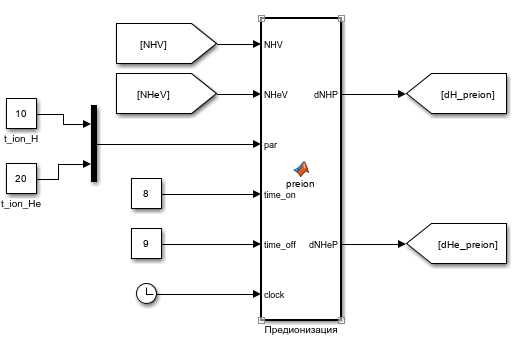 [NHV]
NHV
[NHeV]
NHeV
dNHP
[dH_preion]
10
t_ion_H
par
preion
20
t_ion_He
8
time_on
9
time_off
dNHeP
[dHe_preion]
clock
Предионизация